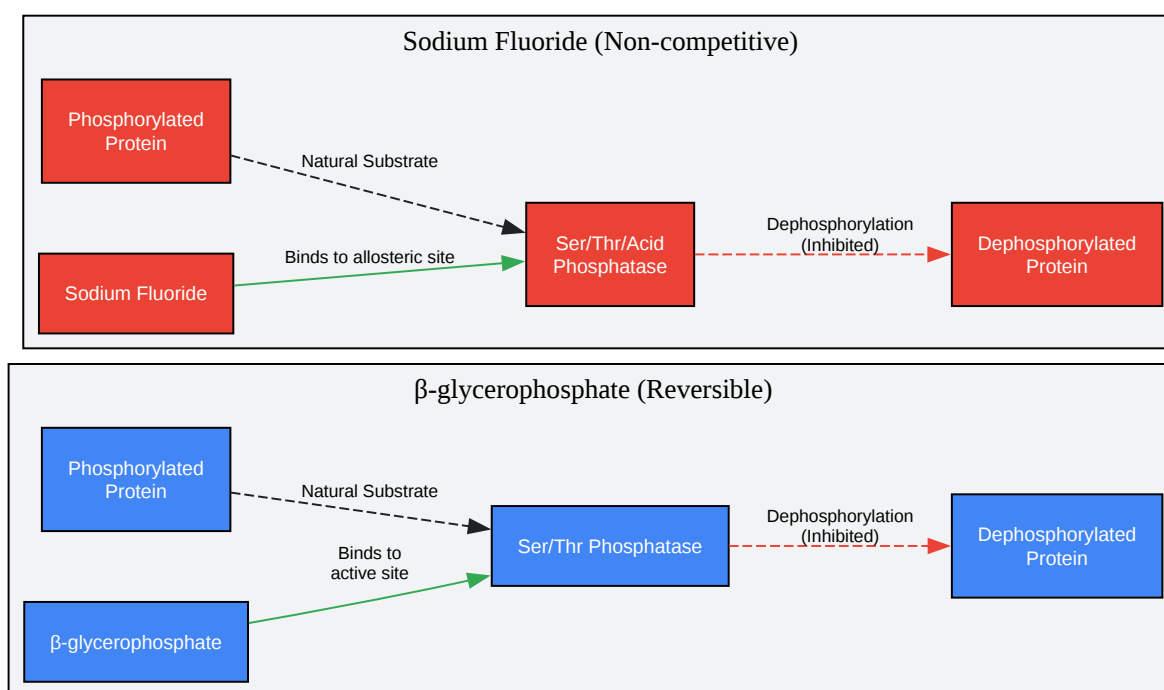 Sodium Fluoride (Non-competitive)
Phosphorylated
Protein
Natural Substrate
Binds to allosteric site
Sodium Fluoride
Ser/Thr/Acid
Phosphatase
Dephosphorylation
(Inhibited)
Dephosphorylated
Protein
β-glycerophosphate (Reversible)
Phosphorylated
Protein
Natural Substrate
Binds to
active site
β-glycerophosphate
Ser/Thr Phosphatase
Dephosphorylation
(Inhibited)
Dephosphorylated
Protein